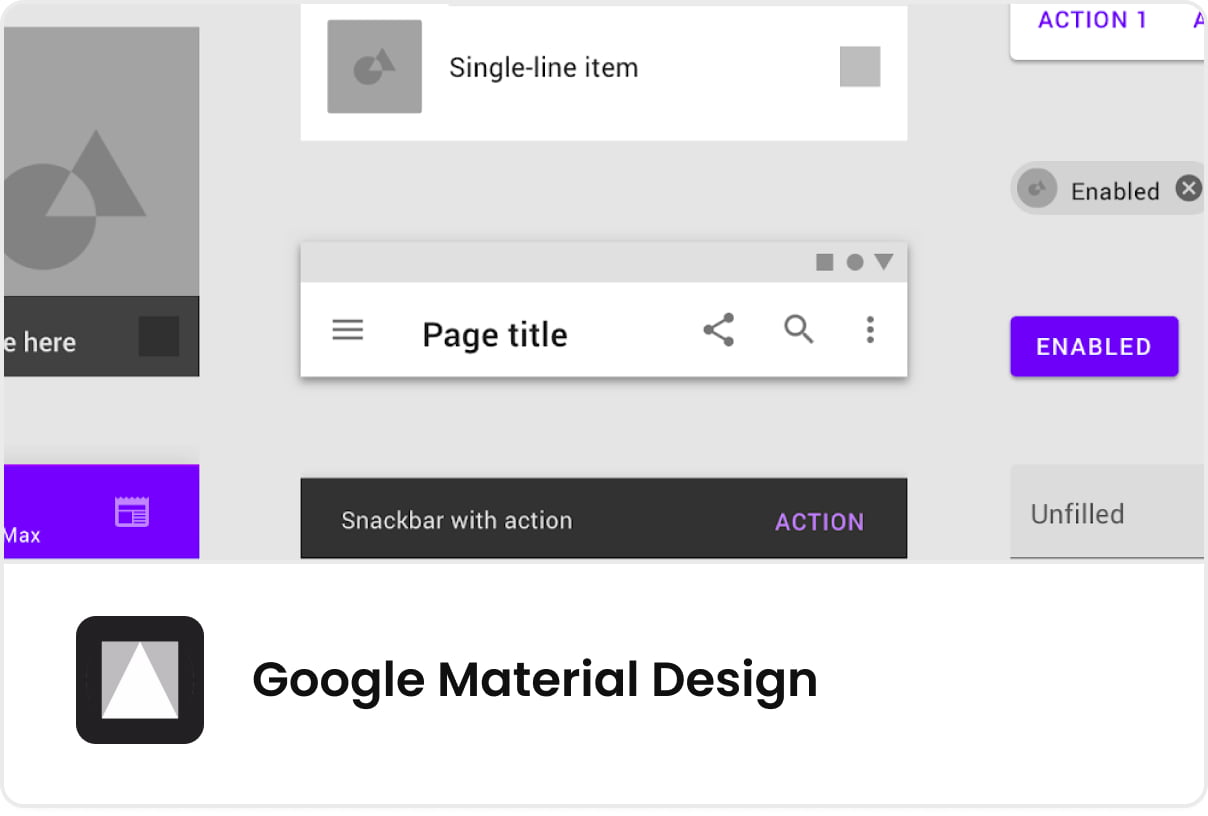 Single-line item
ACTION 1
Enabled
e here
Page title
ENABLED
Max
Snackbar with action
ACTION
Unfilled
Google Material Design